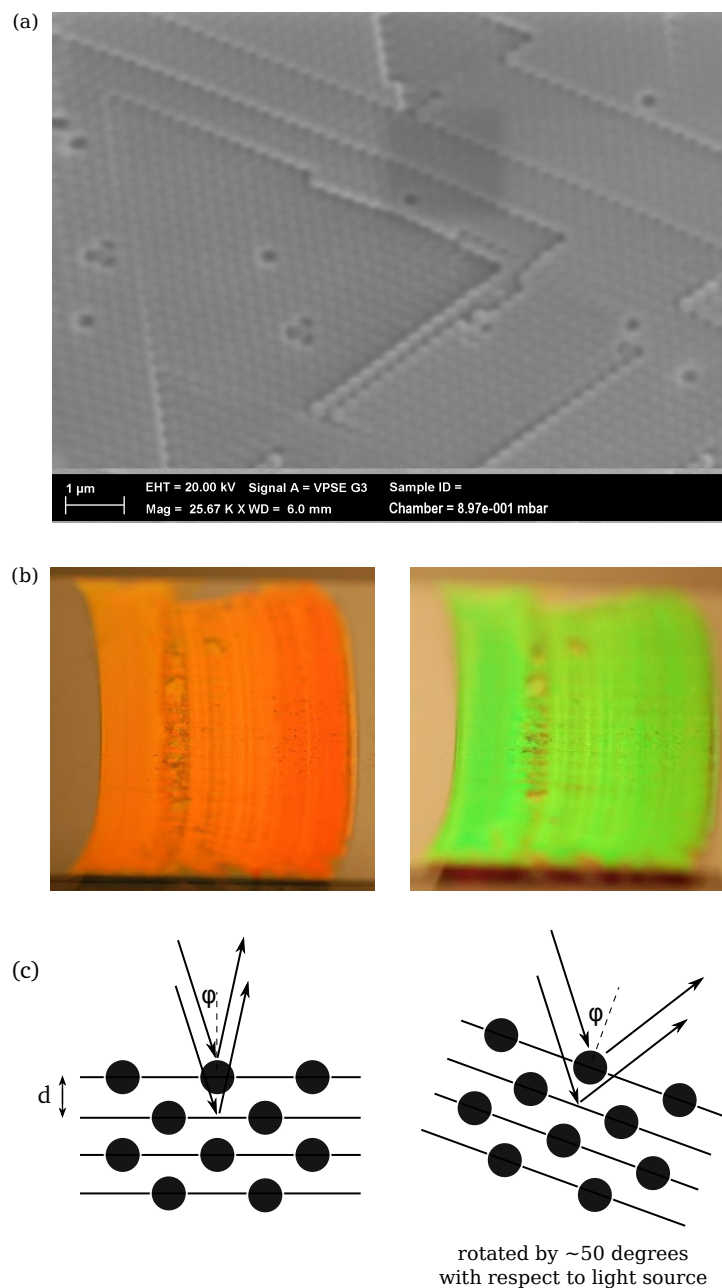 (a)
1 µm
EHT = 20.00 kV Signal A = VPSE G3 Sample ID =
Mag = 25.67 K X WD = 6.0 mm Chamber = 8.97e-001 mbar
(b)
(c)
φ φ
d
rotated by ~50 degrees
with respect to light source